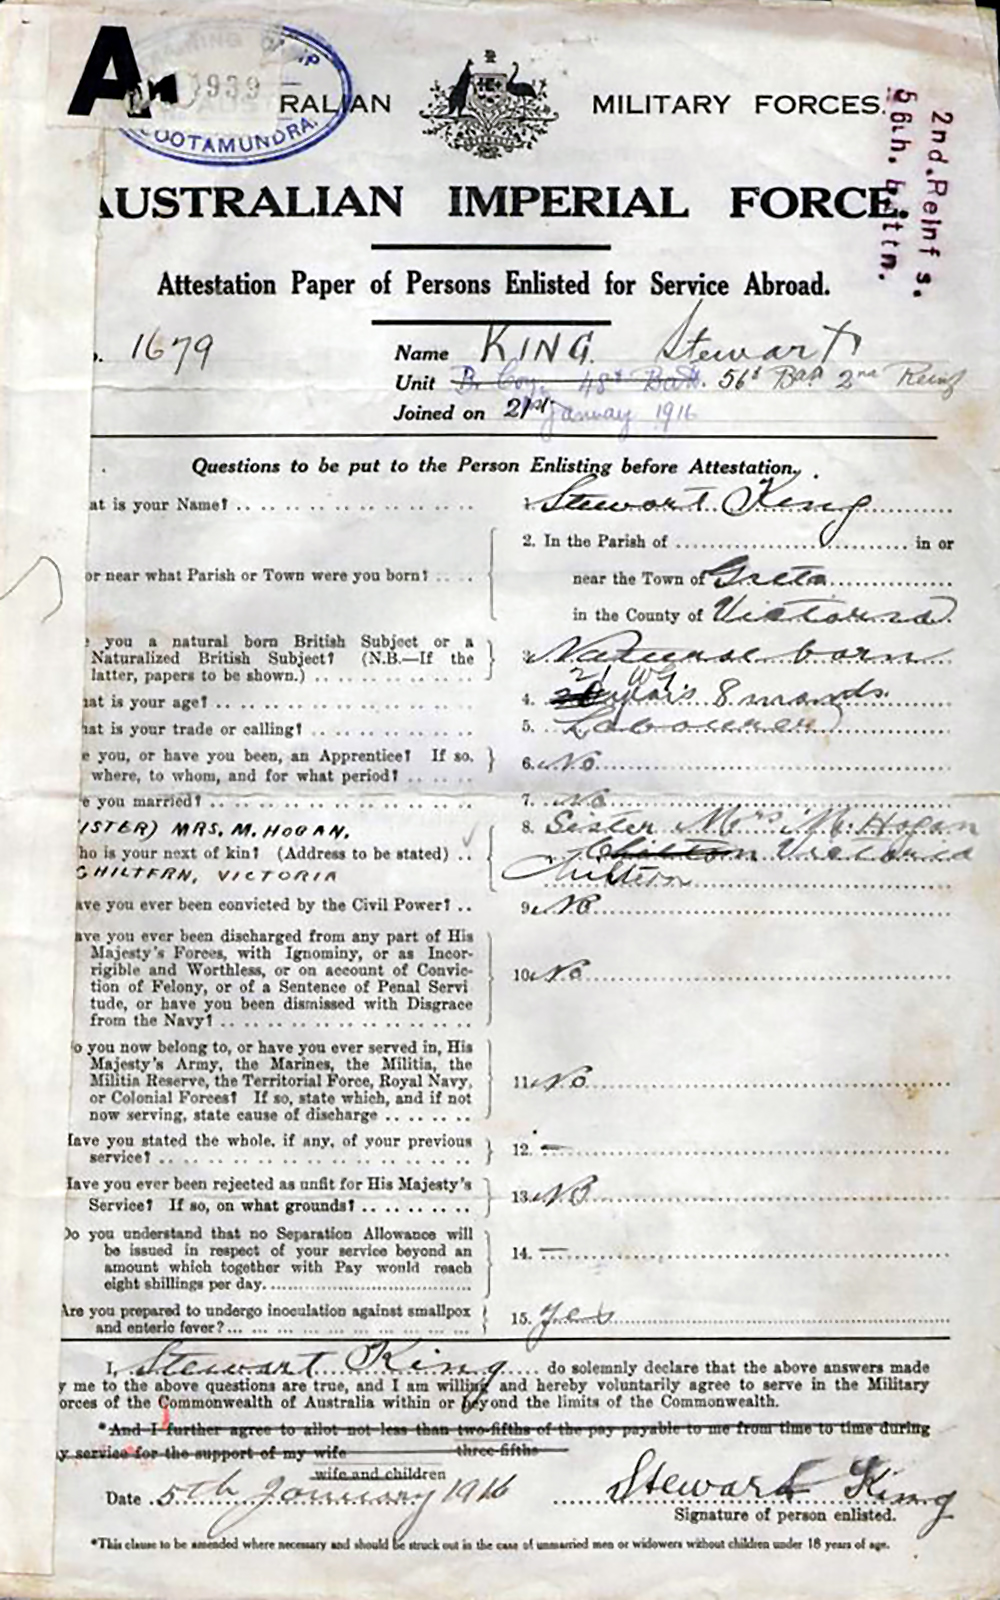 A
1939
OOTAMUNDRA.
RALIAN MILITARY FORCES.
2nd. Reinf s.
56th. battn.
AUSTRALIAN IMPERIAL FORCE.
Attestation Paper of Persons Enlisted for Service Abroad.
. 1679
Name KING. Stewart
Unit B. Coy. 48t Batt. 56t Batt 2nd Reinf
Joined on 21st January 1916
Questions to be put to the Person Enlisting before Attestation.
at is your Name? .. 1. Stewart King
2. In the Parish of .......... in or
or near what Parish or Town were you born? .... near the Town of Greta
in the County of Victoria
you a natural born British Subject or a
Naturalized British Subject? (N.B.—If the 3. Natural born
latter, papers to be shown.) ..
21
hat is your age? .. 4. years 8 months.
hat is your trade or calling? .. 5. Labourer
e you, or have you been, an Apprentice? If so,
where, to whom, and for what period? .. 6. No
e you married? .. 7. No
ISTER) MRS. M. HOGAN, 8. Sister Mrs M. Hogan
ho is your next of kin? (Address to be stated) .. Chiltern Victoria
CHILTERN, VICTORIA Chiltern
ave you ever been convicted by the Civil Power? .. 9. No
ave you ever been discharged from any part of His
Majesty's Forces, with Ignominy, or as Incor-
rigible and Worthless, or on account of Convic- 10. No
tion of Felony, or of a Sentence of Penal Servi
tude, or have you been dismissed with Disgrace
from the Navy? ..
o you now belong to, or have you ever served in, His
Majesty's Army, the Marines, the Militia, the
Militia Reserve, the Territorial Force, Royal Navy, 11. No
or Colonial Forces? If so, state which, and if not
now serving, state cause of discharge ..
Have you stated the whole, if any, of your previous
service? .. 12. —
Have you ever been rejected as unfit for His Majesty's
Service? If so, on what grounds? .. 13. No
Do you understand that no Separation Allowance will
be issued in respect of your service beyond an 14. —
amount which together with Pay would reach
eight shillings per day.
Are you prepared to undergo inoculation against smallpox
and enteric fever? ... 15. Yes
I, Stewart King do solemnly declare that the above answers made
y me to the above questions are true, and I am willing and hereby voluntarily agree to serve in the Military
orces of the Commonwealth of Australia within or beyond the limits of the Commonwealth.
*And I further agree to allot not less than two-fifths of the pay payable to me from time to time during
y service for the support of my wife three-fifths
wife and children
Date 5th January 1916 Stewart King
Signature of person enlisted.
*This clause to be amended where necessary and should be struck out in the case of unmarried men or widowers without children under 18 years of age.